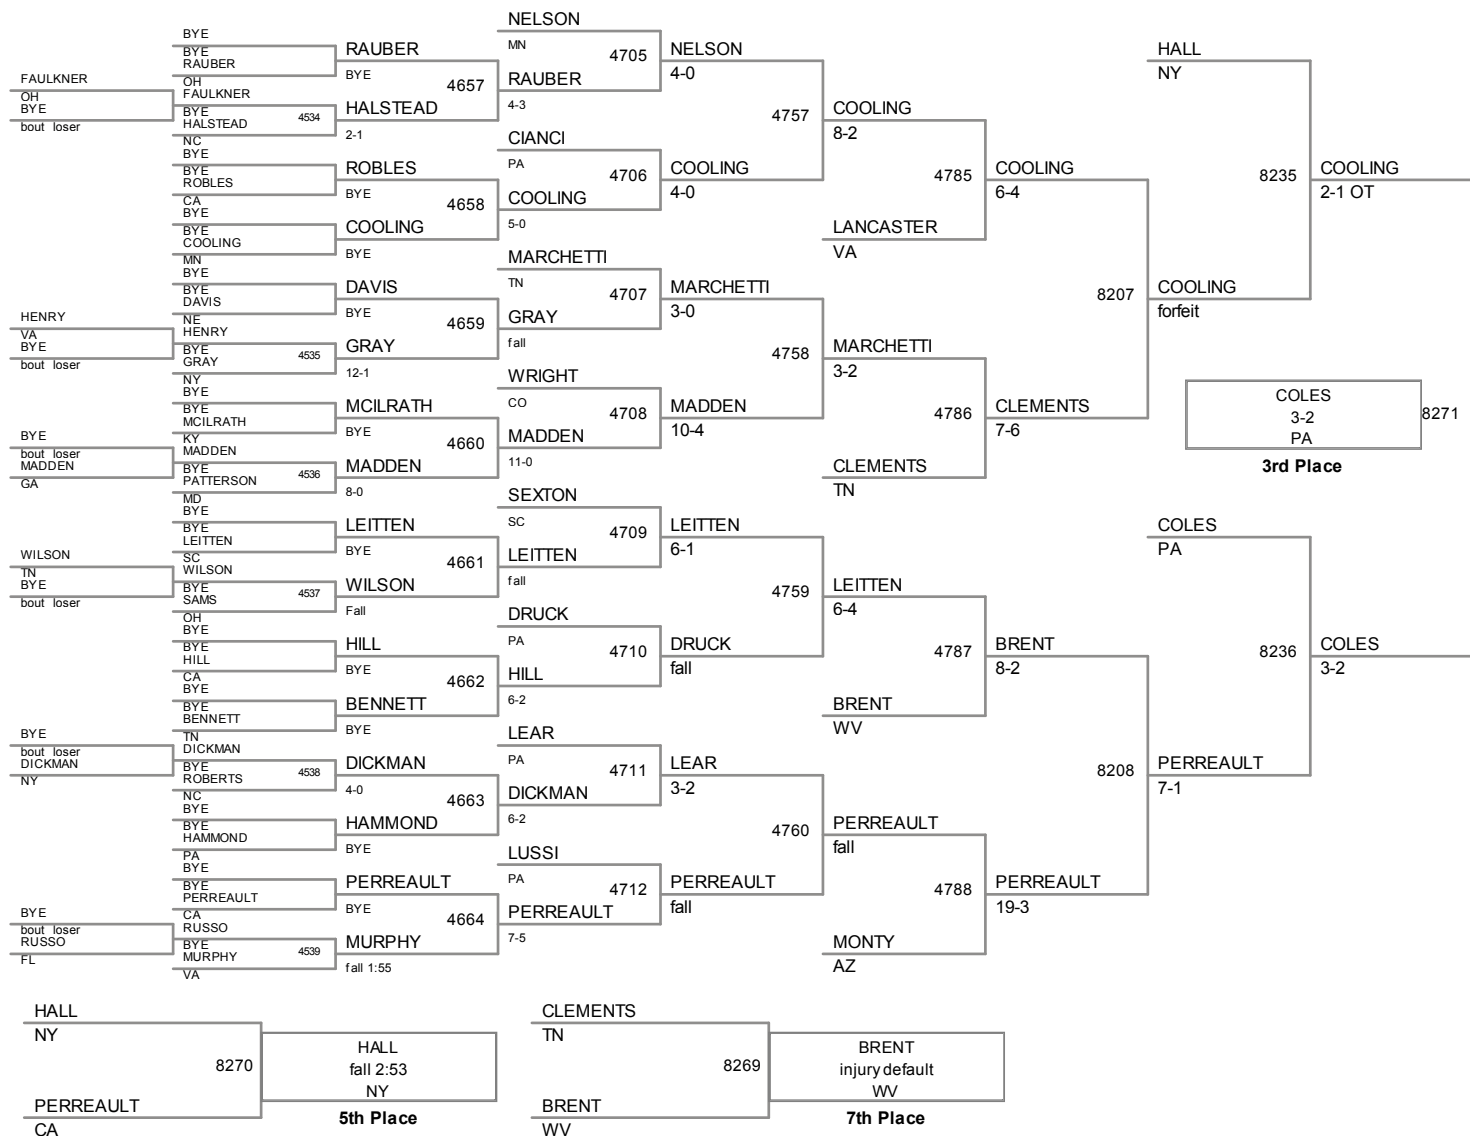 NELSON
BYE
RAUBER
NELSON
HALL
MN
4705
BYE
RAUBER
BYE
4-0
NY
FAULKNER
4657
RAUBER
OH
OH
FAULKNER
HALSTEAD
4-3
4757
COOLING
BYE
BYE
HALSTEAD
4534
bout loser
2-1
8-2
CIANCI
NC
BYE
ROBLES
PA
4706
COOLING
4785
COOLING
8235
COOLING
BYE
ROBLES
BYE
4-0
6-4
2-1 OT
4658
COOLING
CA
BYE
COOLING
5-0
LANCASTER
BYE
COOLING
BYE
VA
MARCHETTI
MN
BYE
DAVIS
TN
4707
MARCHETTI
8207
COOLING
BYE
DAVIS
BYE
3-0
forfeit
HENRY
4659
GRAY
VA
NE
HENRY
GRAY
fall
4758
MARCHETTI
BYE
BYE
GRAY
4535
bout loser
12-1
3-2
WRIGHT
NY
BYE
MCILRATH
CO
4708
MADDEN
4786
CLEMENTS
COLES
3-2
PA
8271
3rd Place
BYE
MCILRATH
BYE
10-4
7-6
BYE
4660
MADDEN
bout loser
MADDEN
KY
MADDEN
MADDEN
11-0
CLEMENTS
BYE
PATTERSON
4536
GA
8-0
TN
SEXTON
MD
BYE
LEITTEN
SC
4709
LEITTEN
COLES
BYE
LEITTEN
BYE
6-1
PA
WILSON
4661
LEITTEN
TN
SC
WILSON
WILSON
fall
4759
LEITTEN
BYE
BYE
SAMS
4537
bout loser
Fall
6-4
DRUCK
OH
BYE
HILL
PA
4710
DRUCK
4787
BRENT
8236
COLES
BYE
HILL
BYE
fall
8-2
3-2
4662
HILL
CA
BYE
BENNETT
6-2
BRENT
BYE
BENNETT
BYE
WV
BYE
LEAR
bout loser
DICKMAN
TN
DICKMAN
DICKMAN
PA
4711
LEAR
8208
PERREAULT
BYE
ROBERTS
4538
NY
4-0
3-2
7-1
4663
DICKMAN
NC
BYE
HAMMOND
6-2
4760
PERREAULT
BYE
HAMMOND
BYE
fall
LUSSI
PA
BYE
PERREAULT
PA
4712
PERREAULT
4788
PERREAULT
BYE
PERREAULT
BYE
fall
19-3
BYE
4664
PERREAULT
bout loser
RUSSO
CA
RUSSO
MURPHY
7-5
MONTY
BYE
MURPHY
4539
FL
fall 1:55
AZ
VA
HALL
NY
8270
HALL
fall 2:53
NY
PERREAULT
CA
5th Place
CLEMENTS
TN
8269
BRENT
injury default
WV
BRENT
WV
7th Place